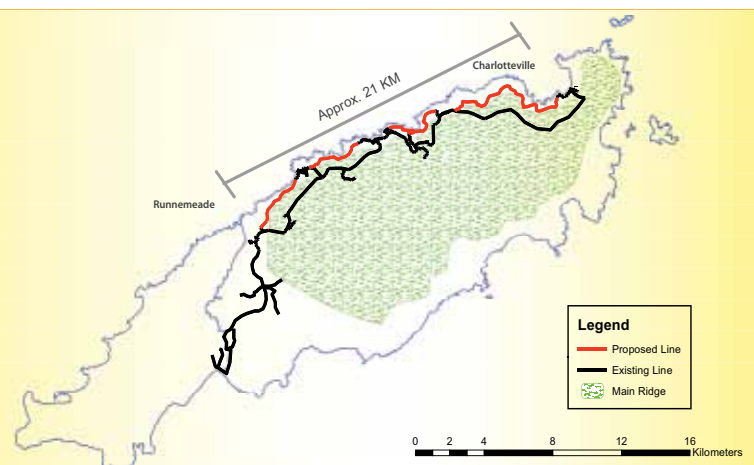 Charlotteville
Approx. 21 KM
Runnemeade
Legend
Proposed Line
Existing Line
Main Ridge
0 2 4 8 12 16
Kilometers